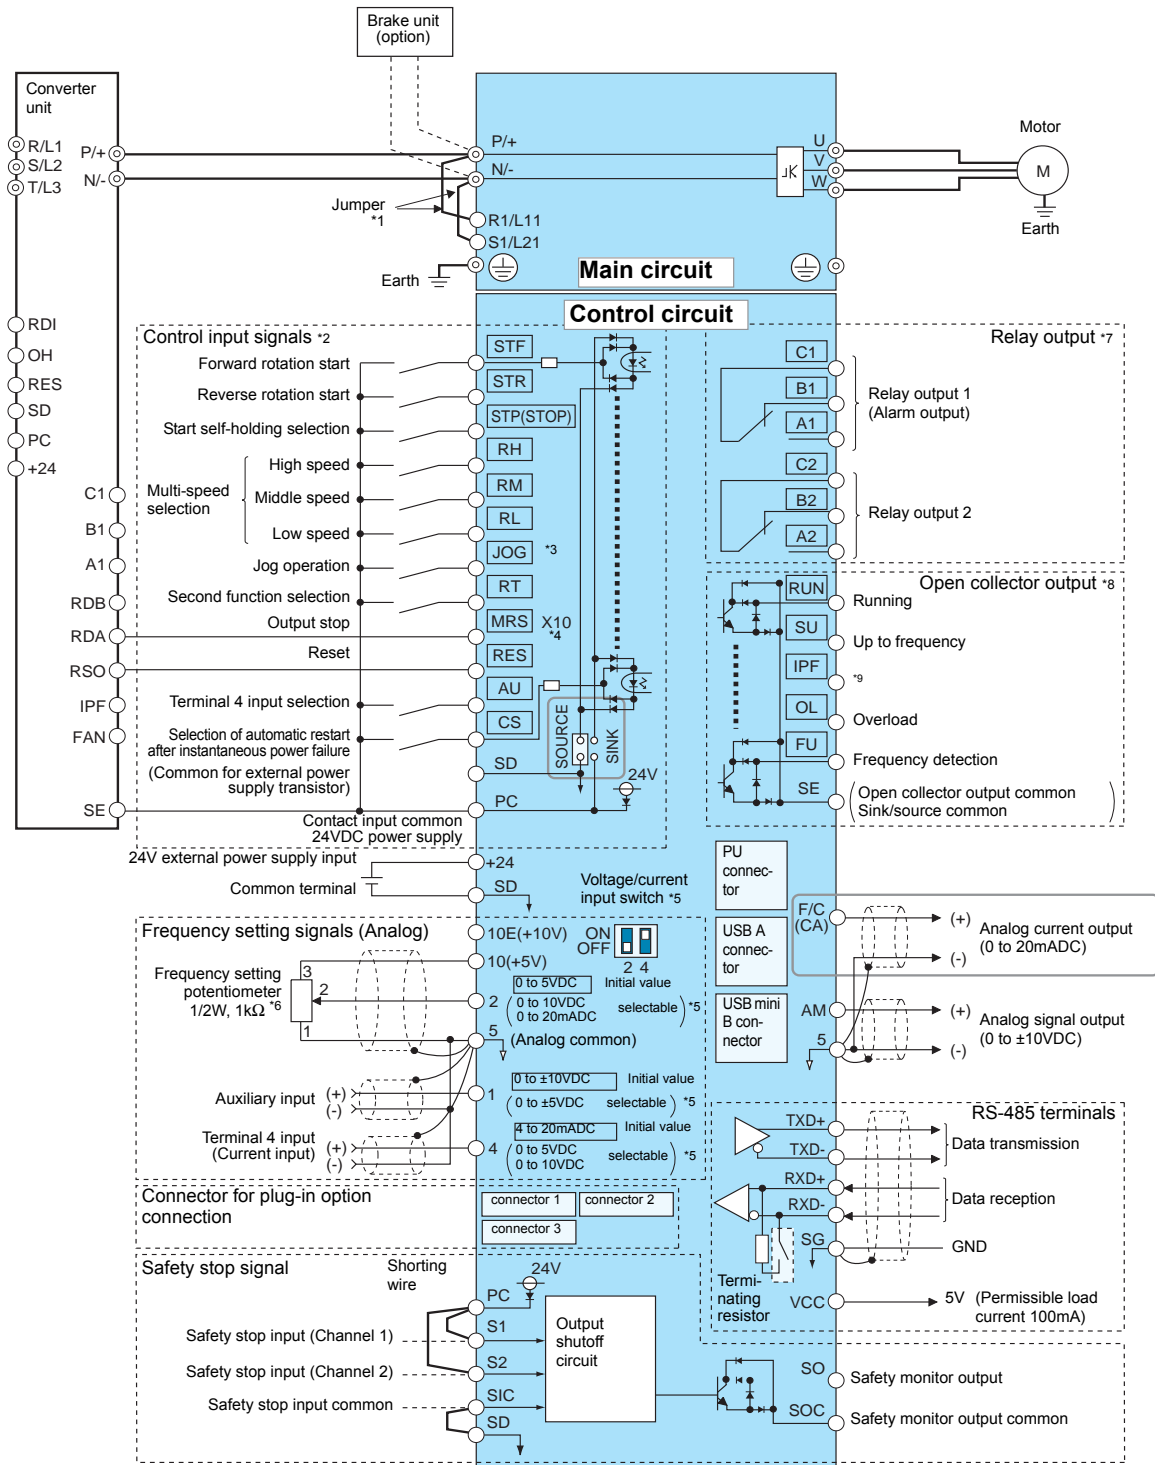 Brake unit
(option)
Converter
unit
R/L1
S/L2
T/L3
P/+
N/-
P/+
N/-
Jumper
*1
R1/L11
S1/L21
Earth
Main circuit
U
V
W
Motor
M
Earth
RDI
OH
RES
SD
PC
+24
C1
B1
A1
RDB
RDA
RSO
IPF
FAN
SE
Control circuit
Control input signals *2
Forward rotation start
STF
Reverse rotation start
STR
Start self-holding selection
STP(STOP)
Multi-speed
selection
High speed
RH
Middle speed
RM
Low speed
RL
Jog operation
JOG *3
Second function selection
RT
Output stop
MRS X10
*4
Reset
RES
Terminal 4 input selection
AU
Selection of automatic restart
after instantaneous power failure
CS
SOURCE
SINK
(Common for external power
supply transistor)
SD
24V
PC
Contact input common
24VDC power supply
24V external power supply input
+24
Common terminal
SD
Relay output *7
C1
B1
A1
Relay output 1
(Alarm output)
C2
B2
A2
Relay output 2
Open collector output *8
RUN
Running
SU
Up to frequency
IPF
*9
OL
Overload
FU
Frequency detection
SE
(Open collector output common
Sink/source common)
PU
connec-
tor
USB A
connec-
tor
USB mini
B con-
nector
F/C
(CA)
(+)
(-)
Analog current output
(0 to 20mADC)
AM
5
(+)
(-)
Analog signal output
(0 to ±10VDC)
Voltage/current
input switch *5
ON
OFF
2 4
Frequency setting signals (Analog)
10E(+10V)
10(+5V)
Frequency setting
potentiometer
1/2W, 1kΩ *6
3
2
1
2
0 to 5VDC Initial value
(0 to 10VDC
0 to 20mADC selectable) *5
5
(Analog common)
Auxiliary input
(+)
(-)
1
0 to ±10VDC Initial value
(0 to ±5VDC selectable) *5
Terminal 4 input
(Current input)
(+)
(-)
4
4 to 20mADC Initial value
(0 to 5VDC
0 to 10VDC selectable) *5
Connector for plug-in option
connection
connector 1
connector 2
connector 3
RS-485 terminals
TXD+
TXD-
Data transmission
RXD+
RXD-
Data reception
SG
GND
Termi-
nating
resistor
VCC
5V (Permissible load
current 100mA)
Safety stop signal
Shorting
wire
24V
PC
Safety stop input (Channel 1)
S1
Safety stop input (Channel 2)
S2
Safety stop input common
SIC
SD
Output
shutoff
circuit
SO
Safety monitor output
SOC
Safety monitor output common